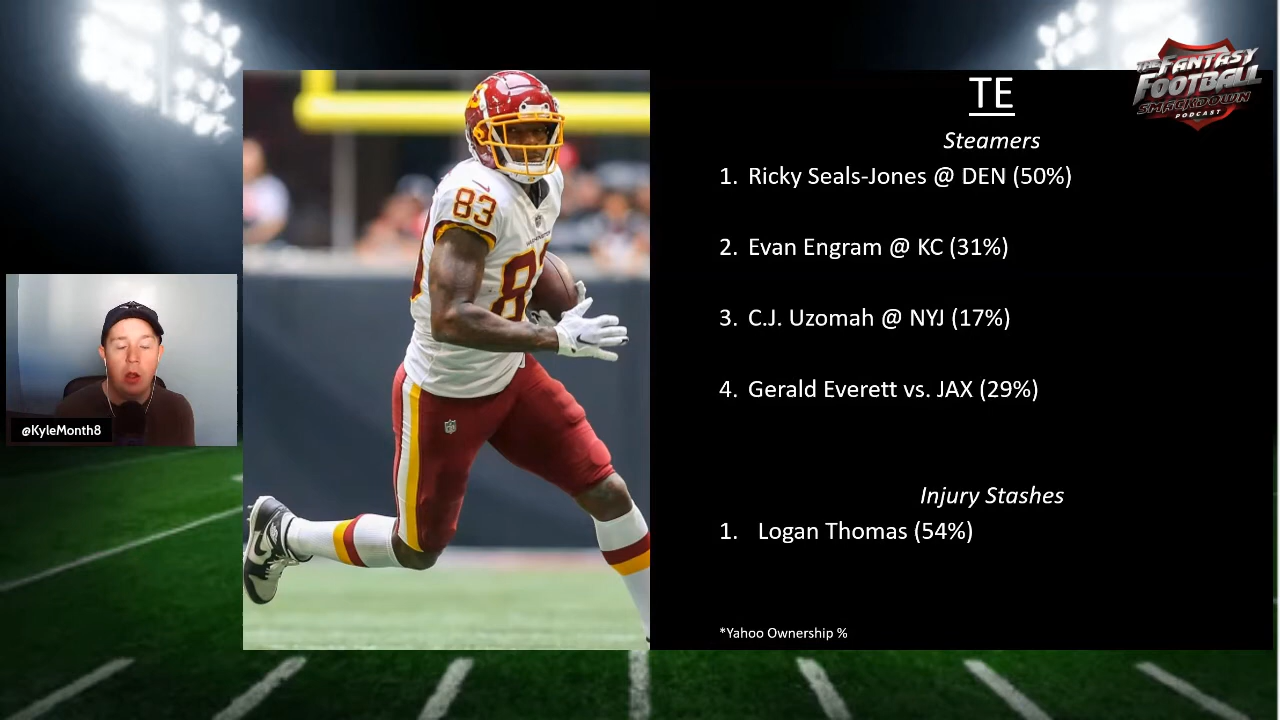 THE FANTASY
FOOTBALL
SMACKDOWN
PODCAST
TE
Steamers
1. Ricky Seals-Jones @ DEN (50%)
2. Evan Engram @ KC (31%)
3. C.J. Uzomah @ NYJ (17%)
4. Gerald Everett vs. JAX (29%)
Injury Stashes
1. Logan Thomas (54%)
*Yahoo Ownership %
83
8
@KyleMonth8